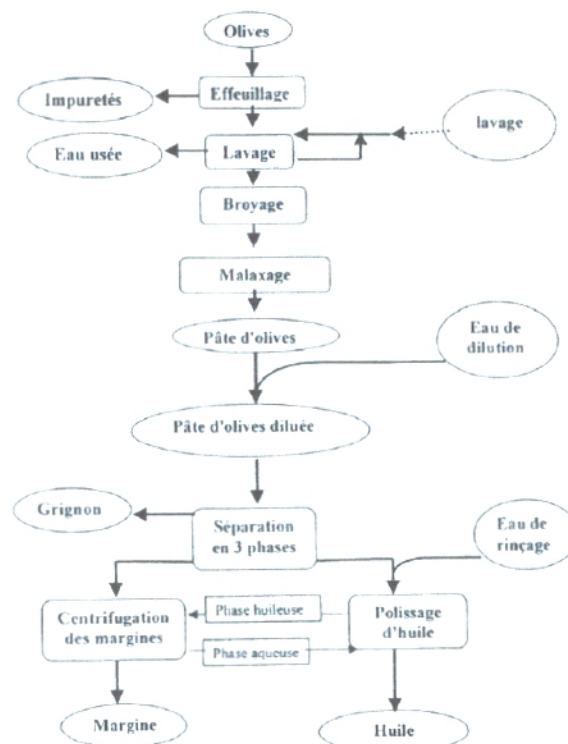 Olives
Impuretés
Effeuillage
lavage
Eau usée
Lavage
Broyage
Malaxage
Pâte d'olives
Eau de
dilution
Pâte d'olives diluée
Grignon
Séparation
en 3 phases
Eau de
rinçage
Centrifugation
des margines
Phase huileuse
Phase aqueuse
Polissage
d'huile
Margine
Huile